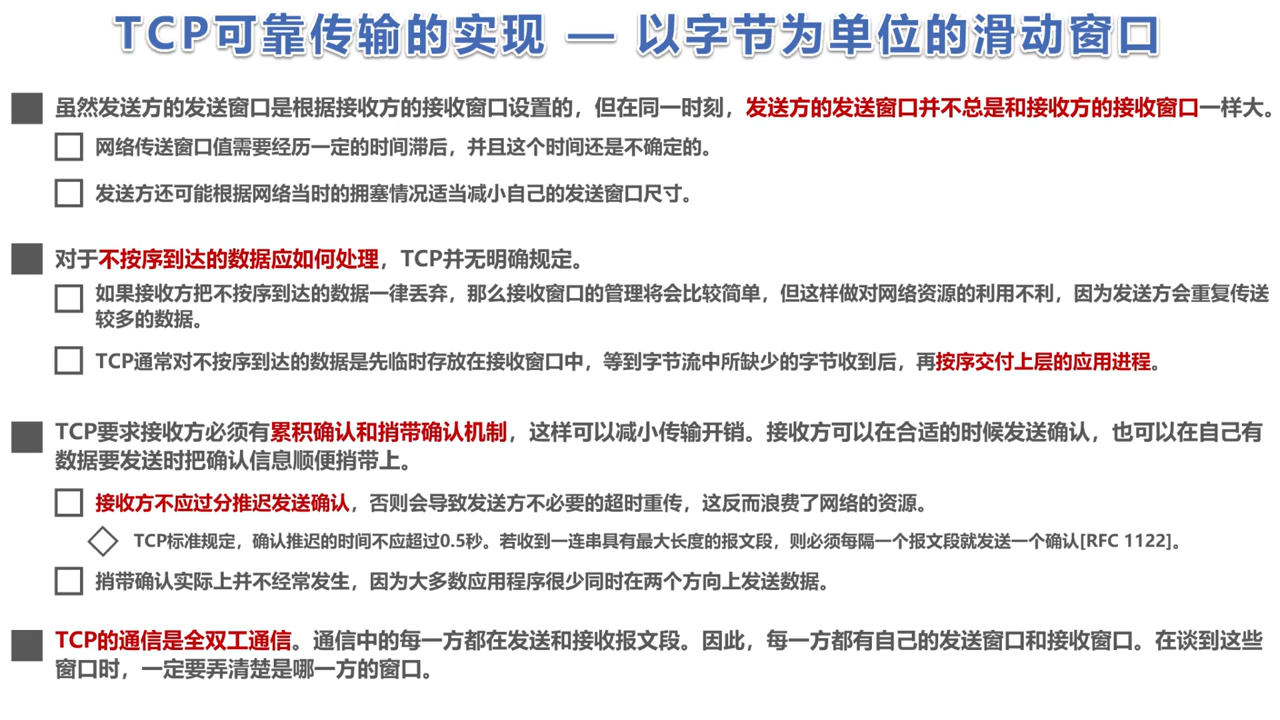 TCP可靠传输的实现 — 以字节为单位的滑动窗口
虽然发送方的发送窗口是根据接收方的接收窗口设置的，但在同一时刻，发送方的发送窗口并不总是和接收方的接收窗口一样大。
网络传送窗口值需要经历一定的时间滞后，并且这个时间还是不确定的。
发送方还可能根据网络当时的拥塞情况适当减小自己的发送窗口尺寸。
对于不按序到达的数据应如何处理，TCP并无明确规定。
如果接收方把不按序到达的数据一律丢弃，那么接收窗口的管理将会比较简单，但这样做对网络资源的利用不利，因为发送方会重复传送
较多的数据。
TCP通常对不按序到达的数据是先临时存放在接收窗口中，等到字节流中所缺少的字节收到后，再按序交付上层的应用进程。
TCP要求接收方必须有累积确认和捎带确认机制，这样可以减小传输开销。接收方可以在合适的时候发送确认，也可以在自己有
数据要发送时把确认信息顺便捎带上。
接收方不应过分推迟发送确认，否则会导致发送方不必要的超时重传，这反而浪费了网络的资源。
TCP标准规定，确认推迟的时间不应超过0.5秒。若收到一连串具有最大长度的报文段，则必须每隔一个报文段就发送一个确认[RFC 1122]。
捎带确认实际上并不经常发生，因为大多数应用程序很少同时在两个方向上发送数据。
TCP的通信是全双工通信。通信中的每一方都在发送和接收报文段。因此，每一方都有自己的发送窗口和接收窗口。在谈到这些
窗口时，一定要弄清楚是哪一方的窗口。